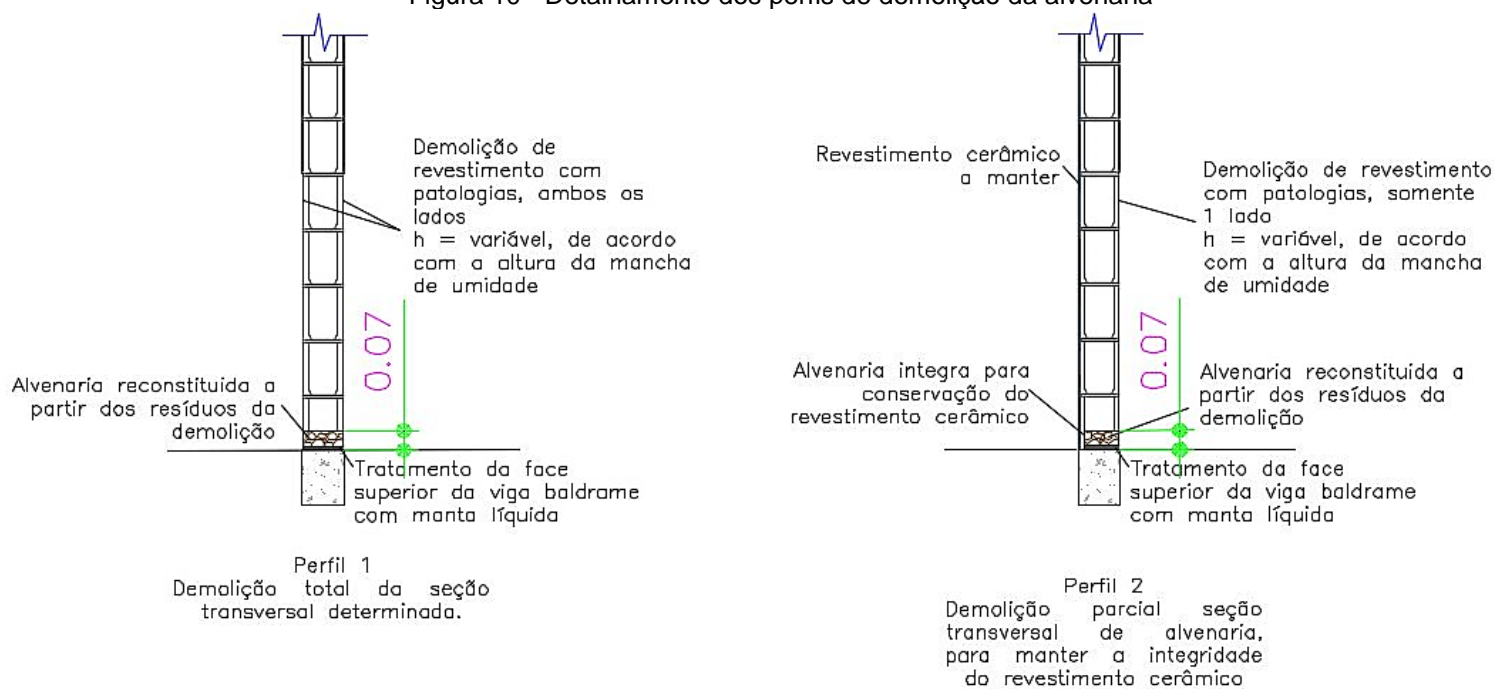 Figura 10 - Detalhamento dos perfis de demolição da alvenaria
Demolição de
revestimento com
patologias, ambos os
lados
h = variável, de acordo
com a altura da mancha
de umidade
0.07
Alvenaria reconstituida a
partir dos resíduos da
demolição
Tratamento da face
superior da viga baldrame
com manta líquida
Perfil 1
Demolição total da seção
transversal determinada.
Revestimento cerâmico
a manter
Demolição de revestimento
com patologias, somente
1 lado
h = variável, de acordo
com a altura da mancha
de umidade
0.07
Alvenaria integra para
conservação do
revestimento cerâmico
Alvenaria reconstituida a
partir dos resíduos da
demolição
Tratamento da face
superior da viga baldrame
com manta líquida
Perfil 2
Demolição parcial seção
transversal de alvenaria,
para manter a integridade
do revestimento cerâmico